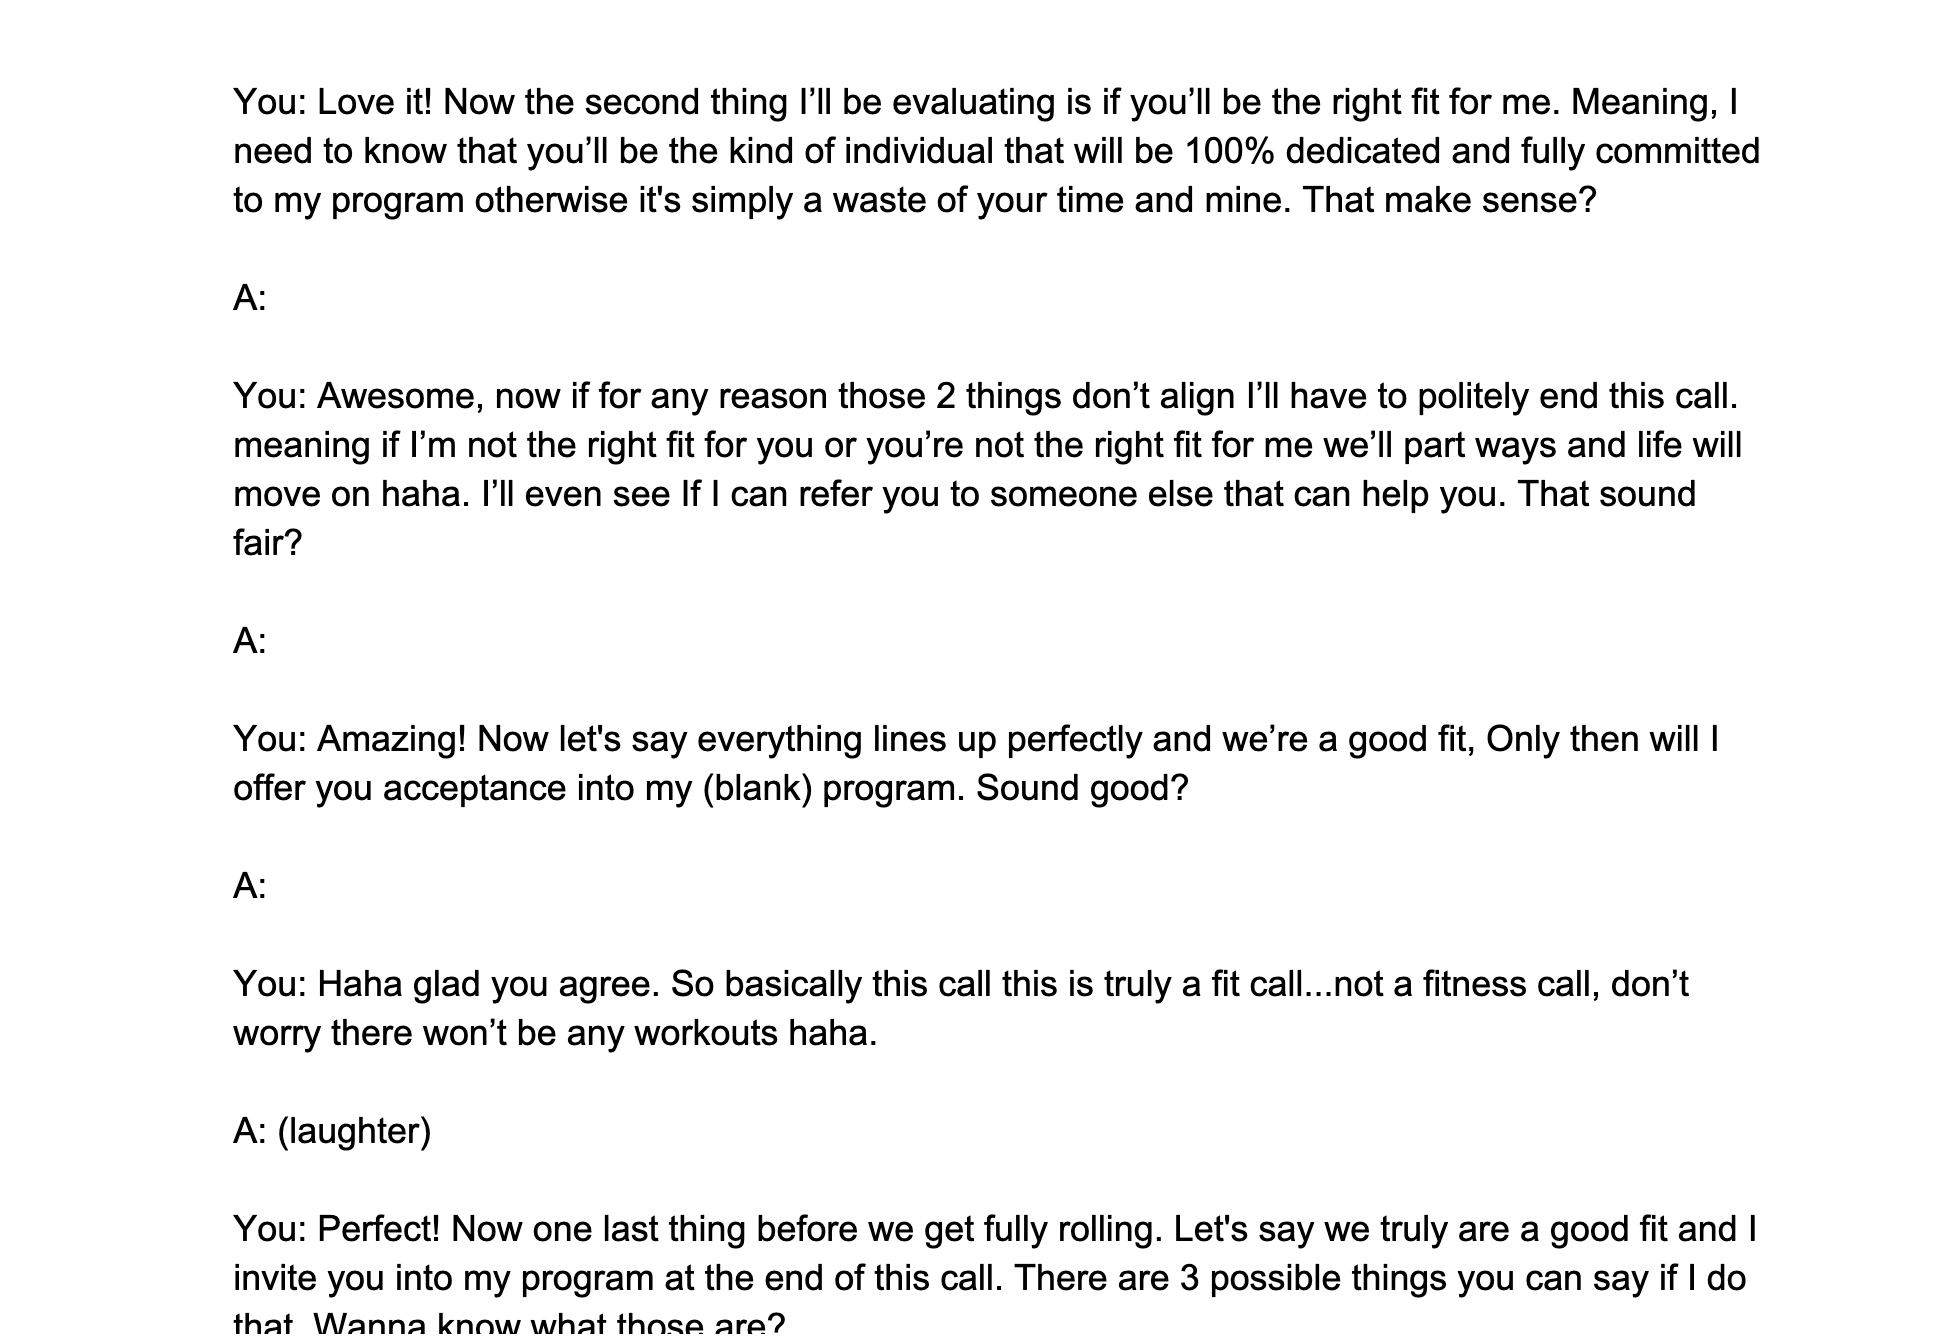 You: Love it! Now the second thing I’ll be evaluating is if you’ll be the right fit for me. Meaning, I
need to know that you’ll be the kind of individual that will be 100% dedicated and fully committed
to my program otherwise it's simply a waste of your time and mine. That make sense?
A:
You: Awesome, now if for any reason those 2 things don’t align I’ll have to politely end this call.
meaning if I’m not the right fit for you or you’re not the right fit for me we’ll part ways and life will
move on haha. I’ll even see If I can refer you to someone else that can help you. That sound
fair?
A:
You: Amazing! Now let's say everything lines up perfectly and we’re a good fit, Only then will I
offer you acceptance into my (blank) program. Sound good?
A:
You: Haha glad you agree. So basically this call this is truly a fit call...not a fitness call, don’t
worry there won’t be any workouts haha.
A: (laughter)
You: Perfect! Now one last thing before we get fully rolling. Let's say we truly are a good fit and I
invite you into my program at the end of this call. There are 3 possible things you can say if I do
that. Wanna know what those are?